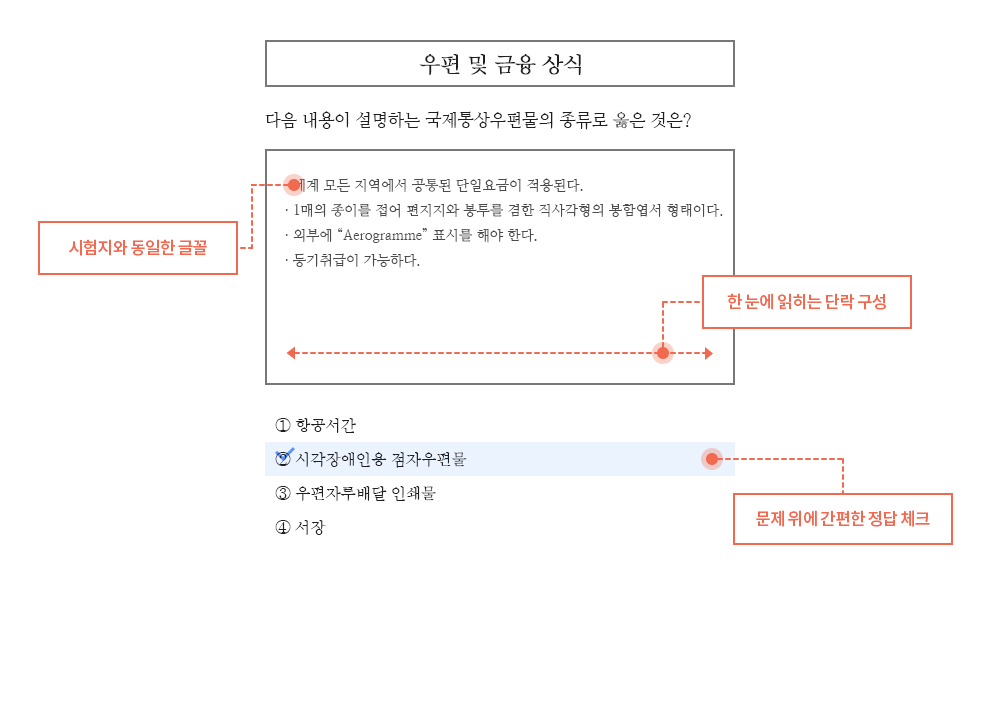 우편 및 금융 상식
다음 내용이 설명하는 국제통상우편물의 종류로 옳은 것은?
계 모든 지역에서 공통된 단일요금이 적용된다.
· 1매의 종이를 접어 편지지와 봉투를 겸한 직사각형의 봉함엽서 형태이다.
시험지와 동일한 글꼴
· 외부에 “Aerogramme” 표시를 해야 한다.
· 등기취급이 가능하다.
한 눈에 읽히는 단락 구성
① 항공서간
② 시각장애인용 점자우편물
③ 우편자루배달 인쇄물
문제 위에 간편한 정답 체크
④ 서장